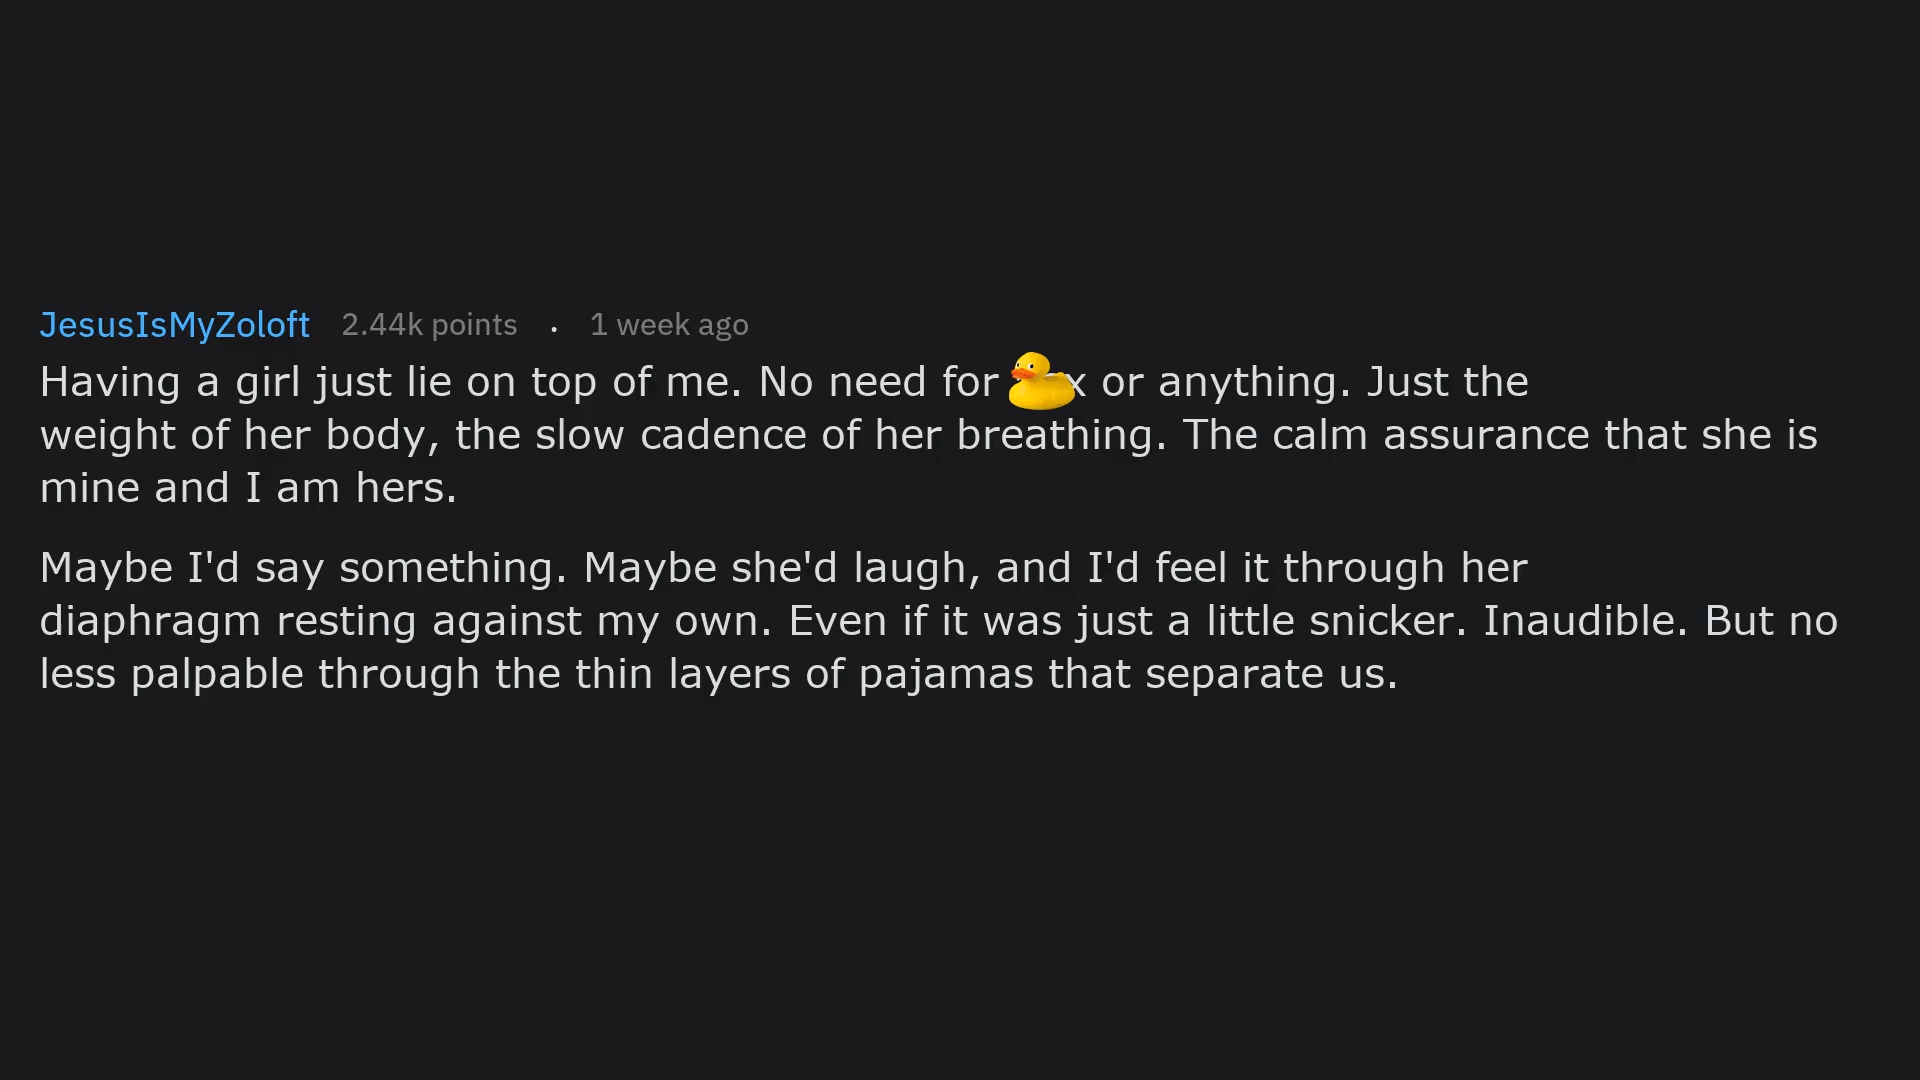 JesusIsMyZoloft 2.44k points . 1 week ago
Having a girl just lie on top of me. No need for x or anything. Just the
weight of her body, the slow cadence of her breathing. The calm assurance that she is
mine and I am hers.
Maybe I'd say something. Maybe she'd laugh, and I'd feel it through her
diaphragm resting against my own. Even if it was just a little snicker. Inaudible. But no
less palpable through the thin layers of pajamas that separate us.